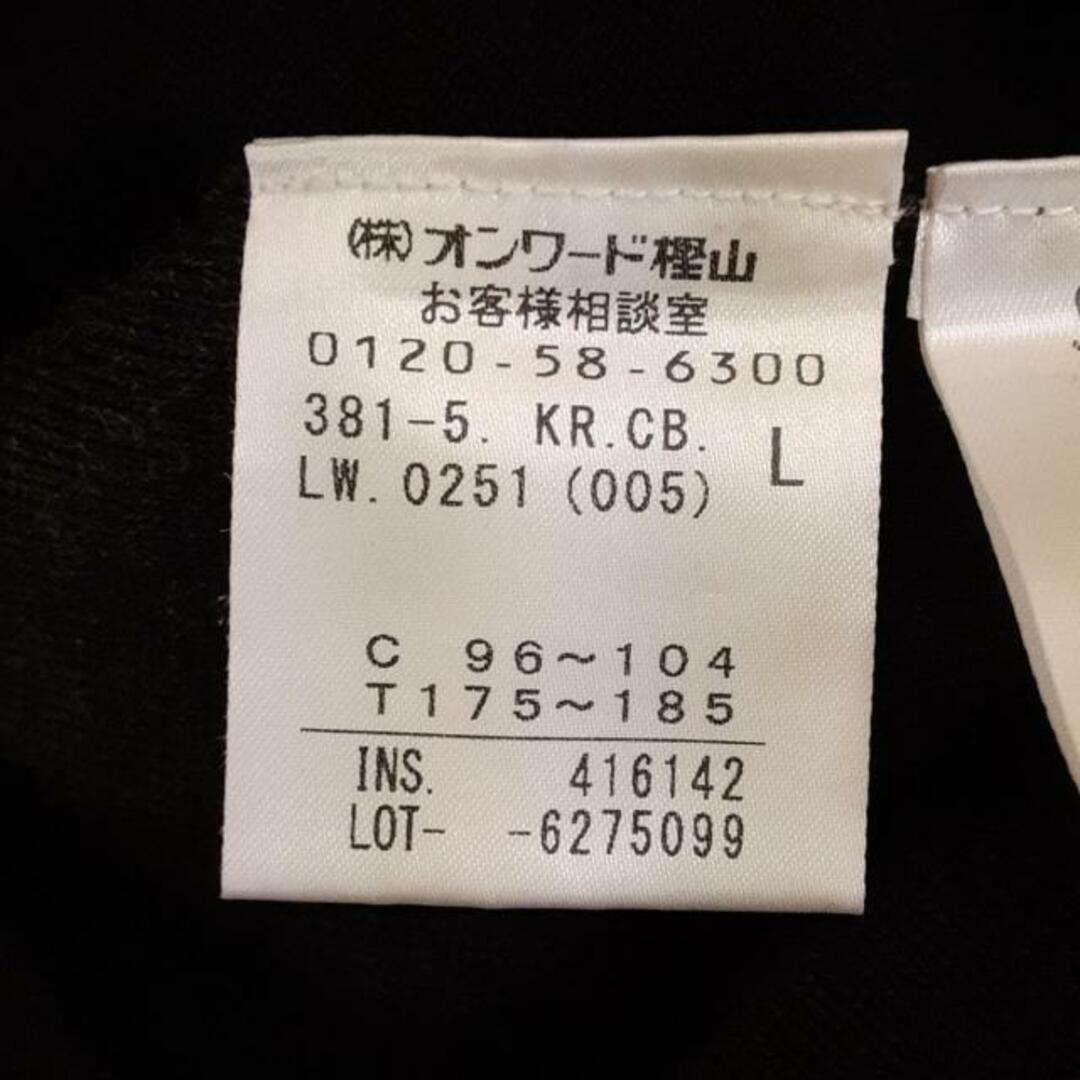 (株)オンワード樫山
お客様相談室
0120-58-6300
381-5. KR.CB. L
LW.0251(005)
C 96~104
T175~185
INS. 416142
LOT- -6275099